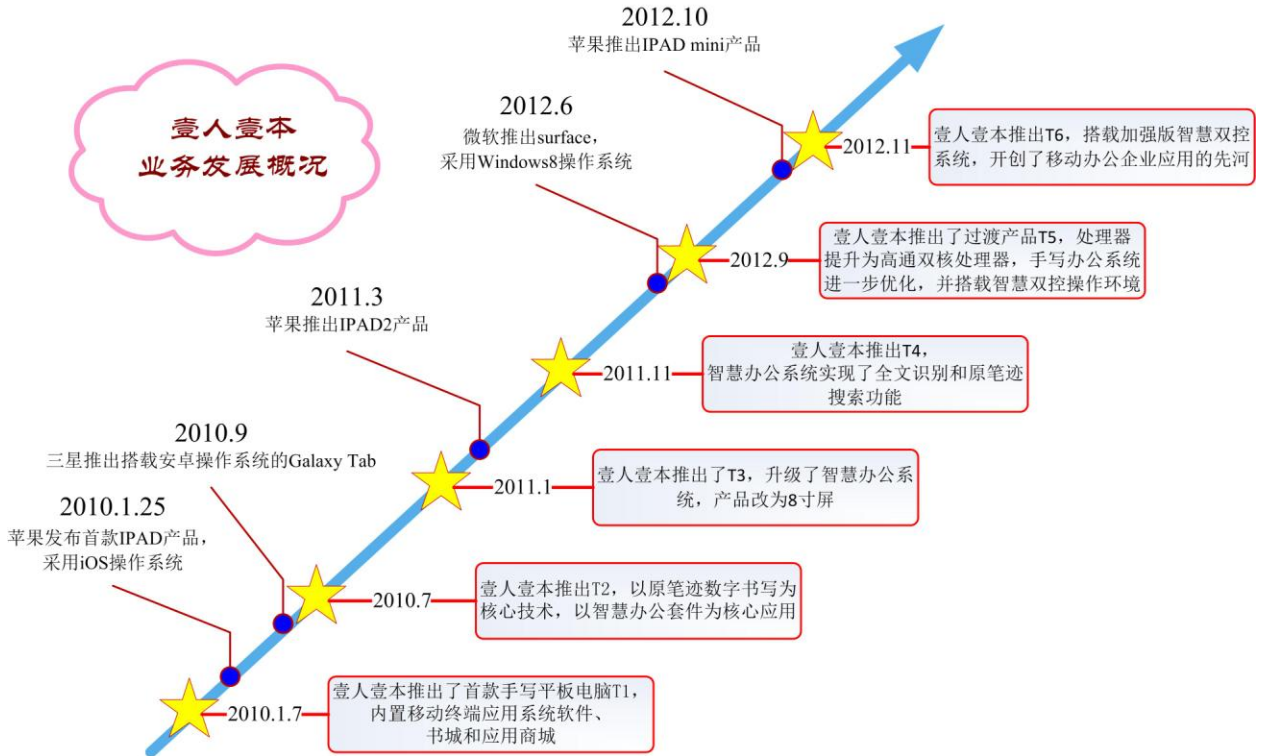 壹人壹本
业务发展概况
2012.10
苹果推出IPAD mini产品
2012.6
微软推出surface，
采用Windows8操作系统
2011.3
苹果推出IPAD2产品
2010.9
三星推出搭载安卓操作系统的Galaxy Tab
2010.1.25
苹果发布首款IPAD产品，
采用iOS操作系统
2012.11
壹人壹本推出T6，搭载加强版智慧双控
系统，开创了移动办公企业应用的先河
2012.9
壹人壹本推出了过渡产品T5，处理器
提升为高通双核处理器，手写办公系统
进一步优化，并搭载智慧双控操作环境
2011.11
壹人壹本推出T4，
智慧办公系统实现了全文识别和原笔迹
搜索功能
2011.1
壹人壹本推出了T3，升级了智慧办公系
统，产品改为8寸屏
2010.7
壹人壹本推出T2，以原笔迹数字书写为
核心技术，以智慧办公套件为核心应用
2010.1.7
壹人壹本推出了首款手写平板电脑T1，
内置移动终端应用系统软件、
书城和应用商城